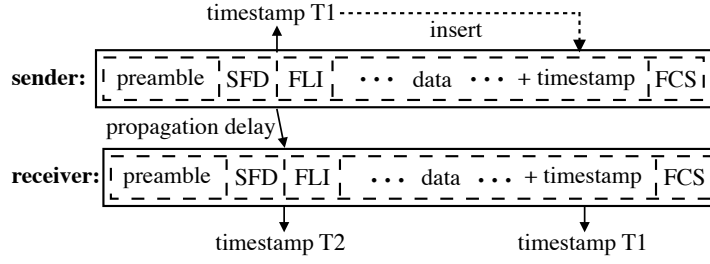 timestamp T1
insert
sender: preamble SFD FLI • • • data • • • + timestamp FCS
propagation delay
receiver: preamble SFD FLI • • • data • • • + timestamp FCS
timestamp T2 timestamp T1